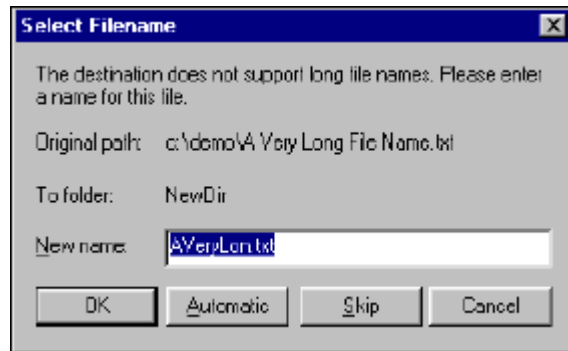 Select Filename
The destination does not support long file names. Please enter
a name for this file.
Original path: c:\demo\A Very Long File Name.txt
To folder: NewDir
New name: AVeryLon.txt
OK Automatic Skip Cancel